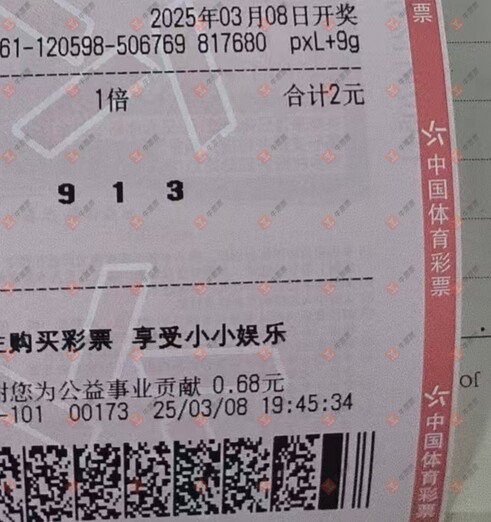 2025年03月08日开奖
61-120598-506769 817680 pxL+9g
1倍 合计2元
9 1 3
购买彩票 享受小小娱乐
您为公益事业贡献 0.68元
-101 00173 25/03/08 19:45:34
票
中国体育彩票
中国体育彩票
of